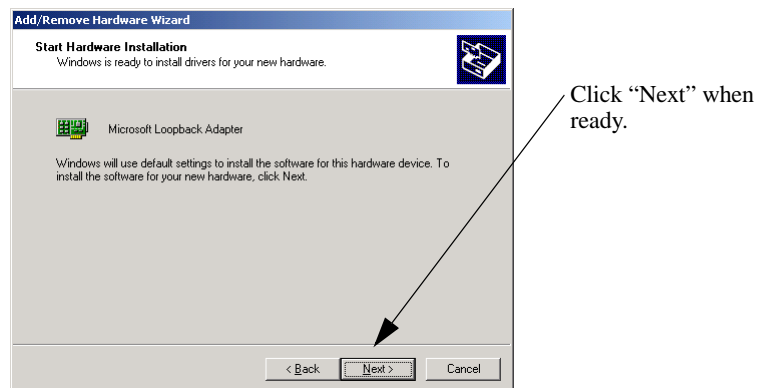 Add/Remove Hardware Wizard
Start Hardware Installation
Windows is ready to install drivers for your new hardware.
Click “Next” when
ready.
Microsoft Loopback Adapter
Windows will use default settings to install the software for this hardware device. To
install the software for your new hardware, click Next.
< Back
Next >
Cancel